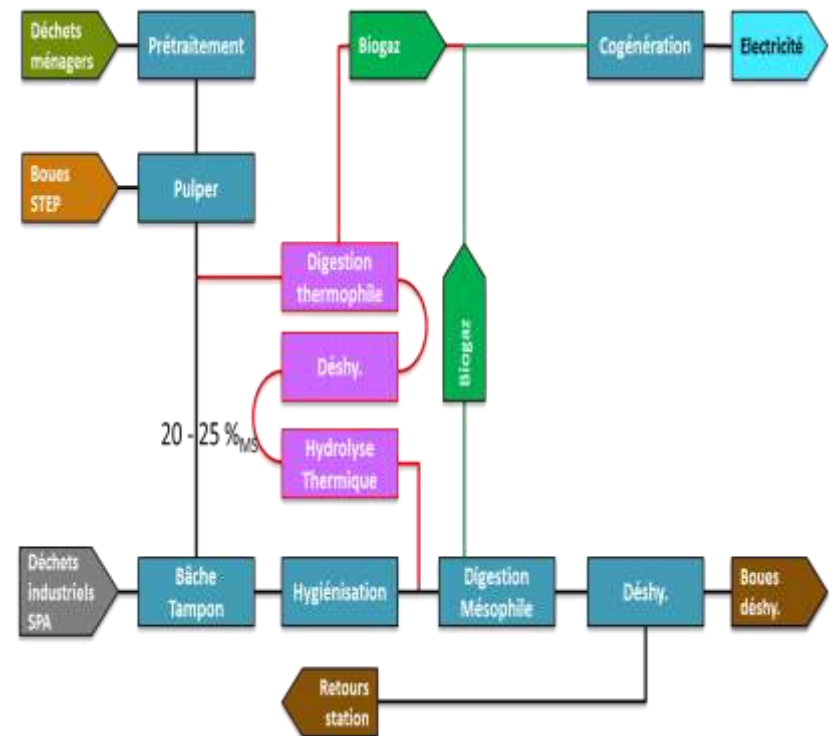 Déchets
ménagers
Prétraitement
Biogaz
Cogénération
Electricité
Boues
STEP
Pulper
Digestion
thermophile
Déshy.
Biogaz
20 - 25 %MS
Hydrolyse
Thermique
Déchets
industriels
SPA
Bâche
Tampon
Hygiénisation
Digestion
Mésophile
Déshy.
Boues
déshy.
Retours
station